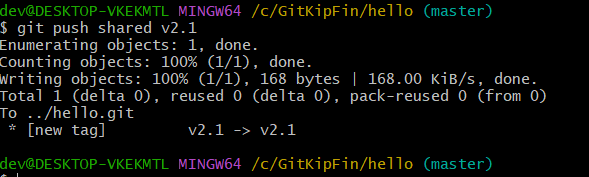 dev@DESKTOP-VKEKMTL MINGW64 /c/GitKipFin/hello (master)
$ git push shared v2.1
Enumerating objects: 1, done.
Counting objects: 100% (1/1), done.
Writing objects: 100% (1/1), 168 bytes | 168.00 KiB/s, done.
Total 1 (delta 0), reused 0 (delta 0), pack-reused 0 (from 0)
To ../hello.git
 * [new tag]         v2.1 -> v2.1
dev@DESKTOP-VKEKMTL MINGW64 /c/GitKipFin/hello (master)
$